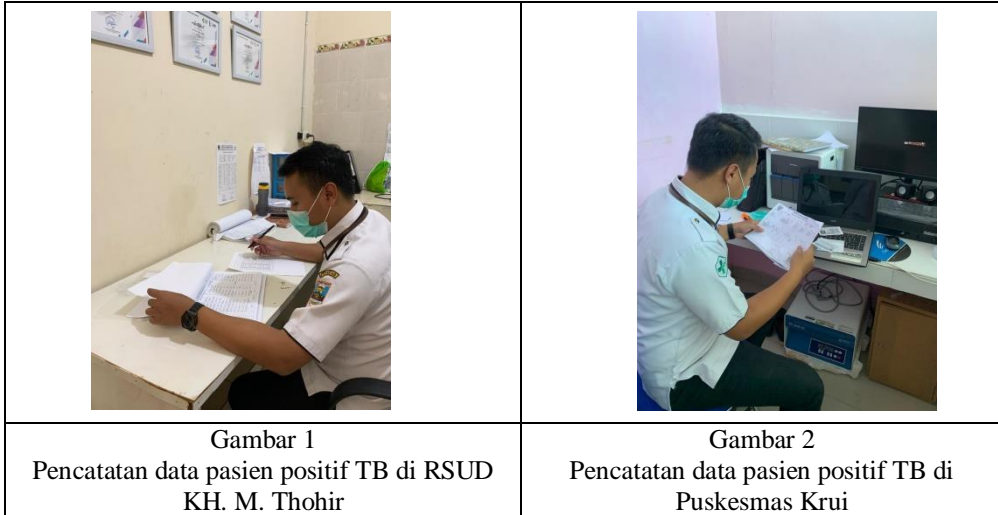 Gambar 1
Pencatatan data pasien positif TB di RSUD
KH. M. Thohir
Gambar 2
Pencatatan data pasien positif TB di
Puskesmas Krui